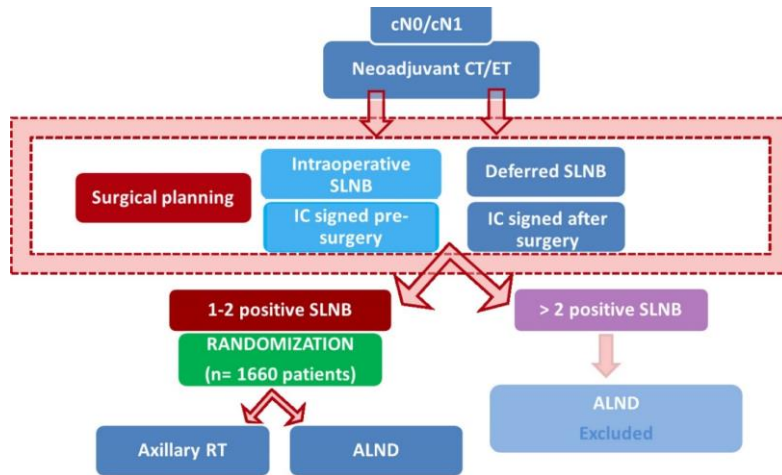 cN0/cN1
Neoadjuvant CT/ET
Surgical planning
Intraoperative
SLNB
IC signed pre-
surgery
Deferred SLNB
IC signed after
surgery
1-2 positive SLNB
RANDOMIZATION
(n= 1660 patients)
Axillary RT
ALND
> 2 positive SLNB
ALND
Excluded